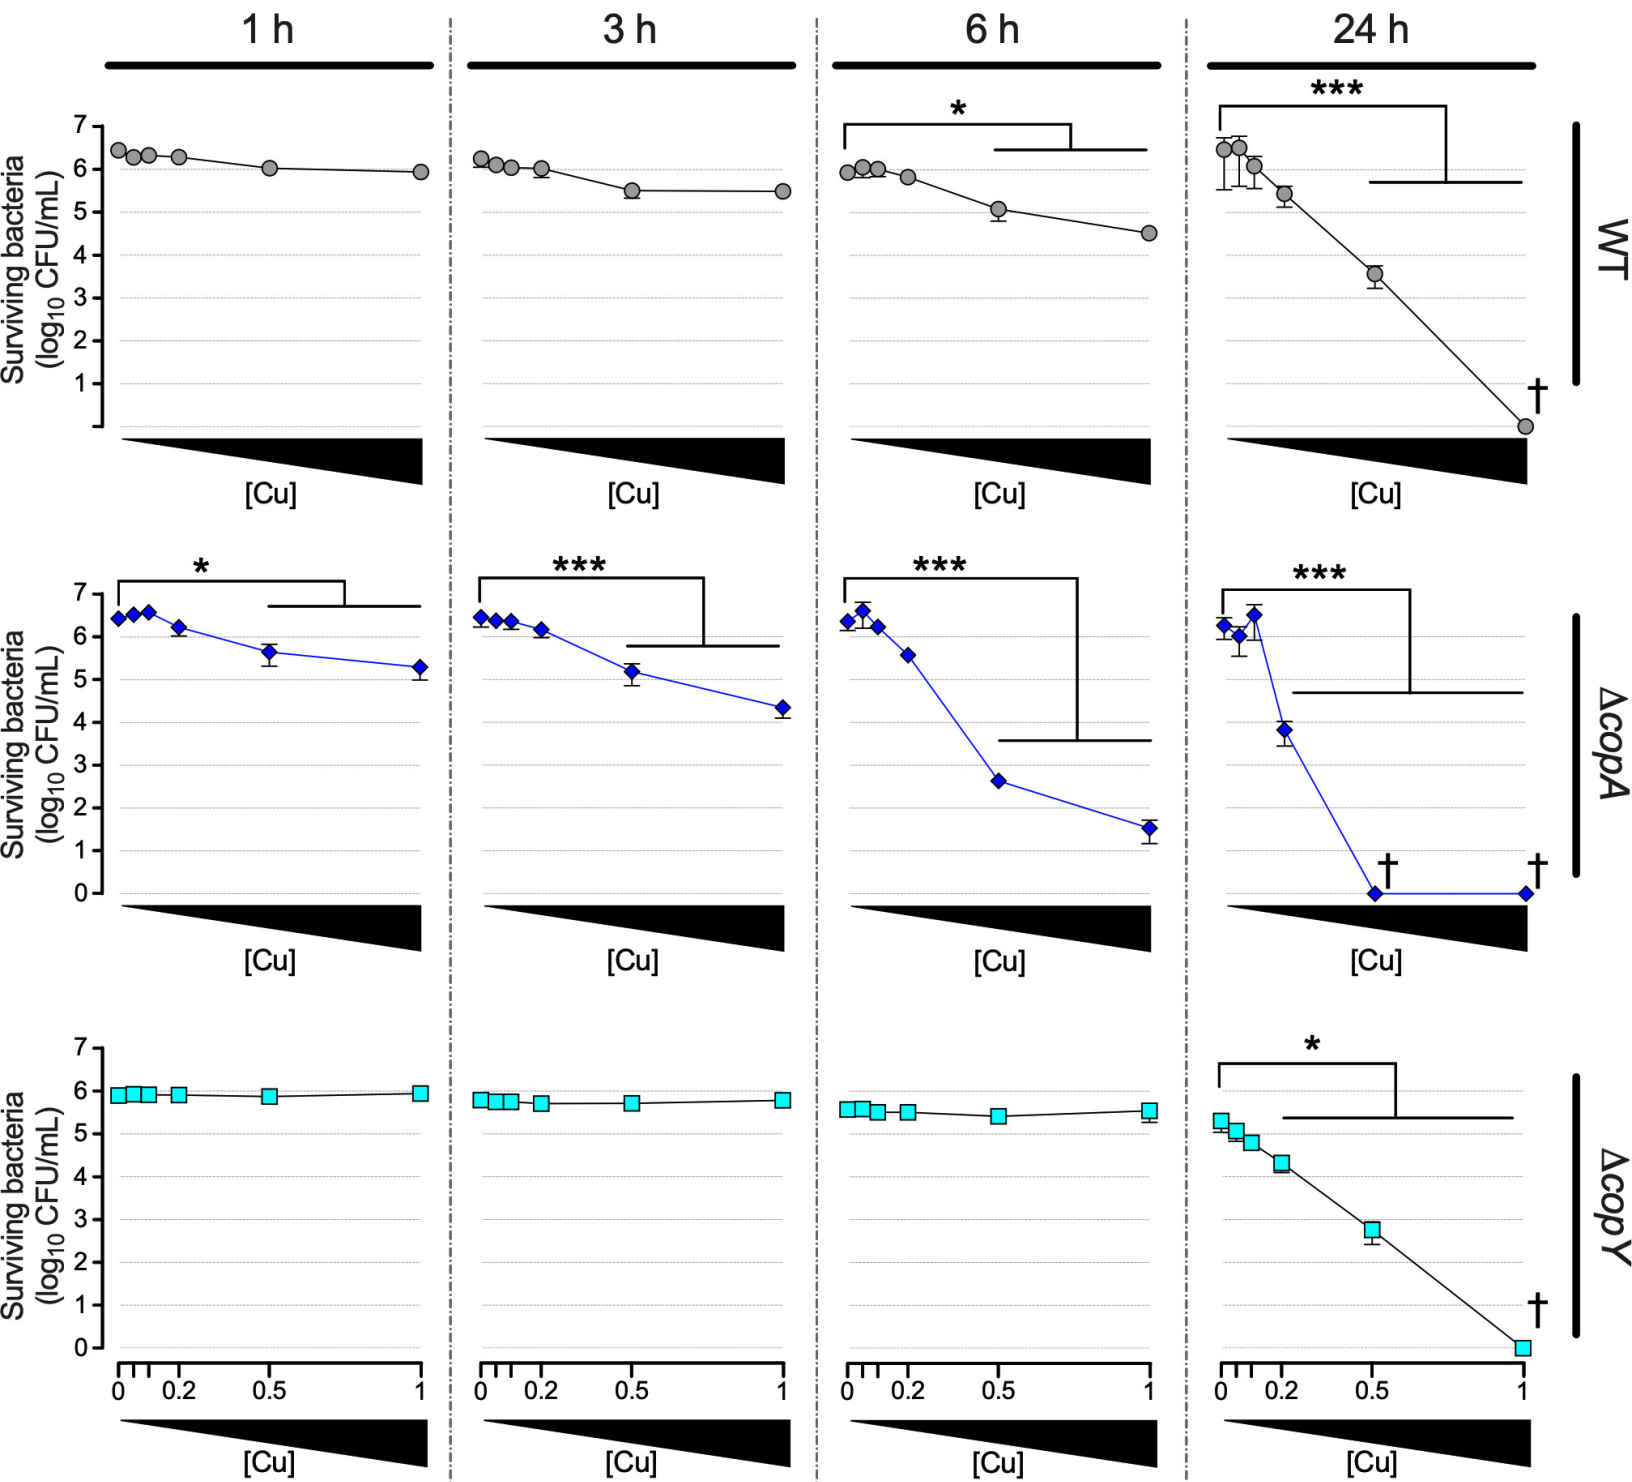 1 h
3 h
6 h
24 h
*
***
7
6
5
4
3
2
1
Surviving bacteria
(log10 CFU/mL)
†
WT
[Cu]
[Cu]
[Cu]
[Cu]
*
***
***
***
7
6
5
4
3
2
1
0
Surviving bacteria
(log10 CFU/mL)
†
†
ΔcopA
[Cu]
[Cu]
[Cu]
[Cu]
*
7
6
5
4
3
2
1
0
Surviving bacteria
(log10 CFU/mL)
†
ΔcopY
0 0.2 0.5 1
0 0.2 0.5 1
0 0.2 0.5 1
0 0.2 0.5 1
[Cu]
[Cu]
[Cu]
[Cu]